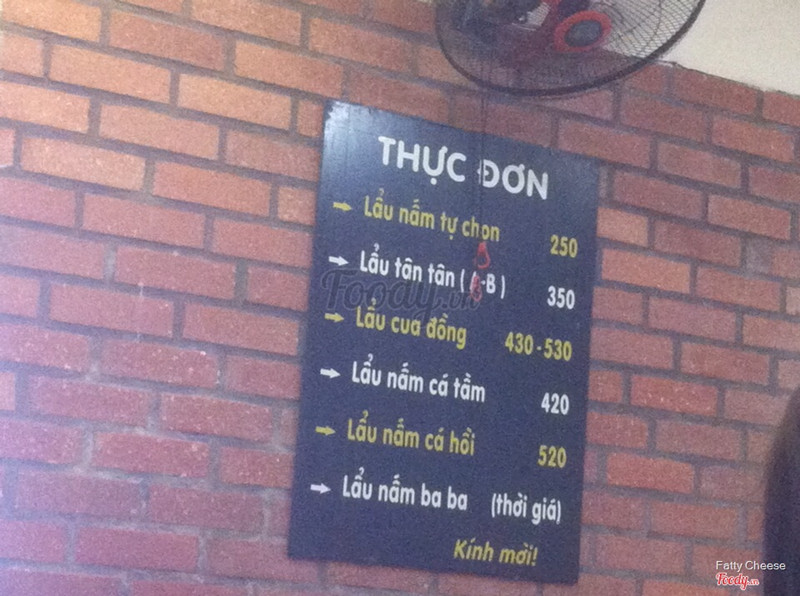 THỰC ĐƠN
→ Lẩu nấm tự chọn 250
→ Lẩu tân tân ( A-B ) 350
→ Lẩu cua đồng 430 - 530
→ Lẩu nấm cá tầm 420
→ Lẩu nấm cá hồi 520
→ Lẩu nấm ba ba (thời giá)
Kính mời!
Foody.vn
Fatty Cheese
Foody.vn